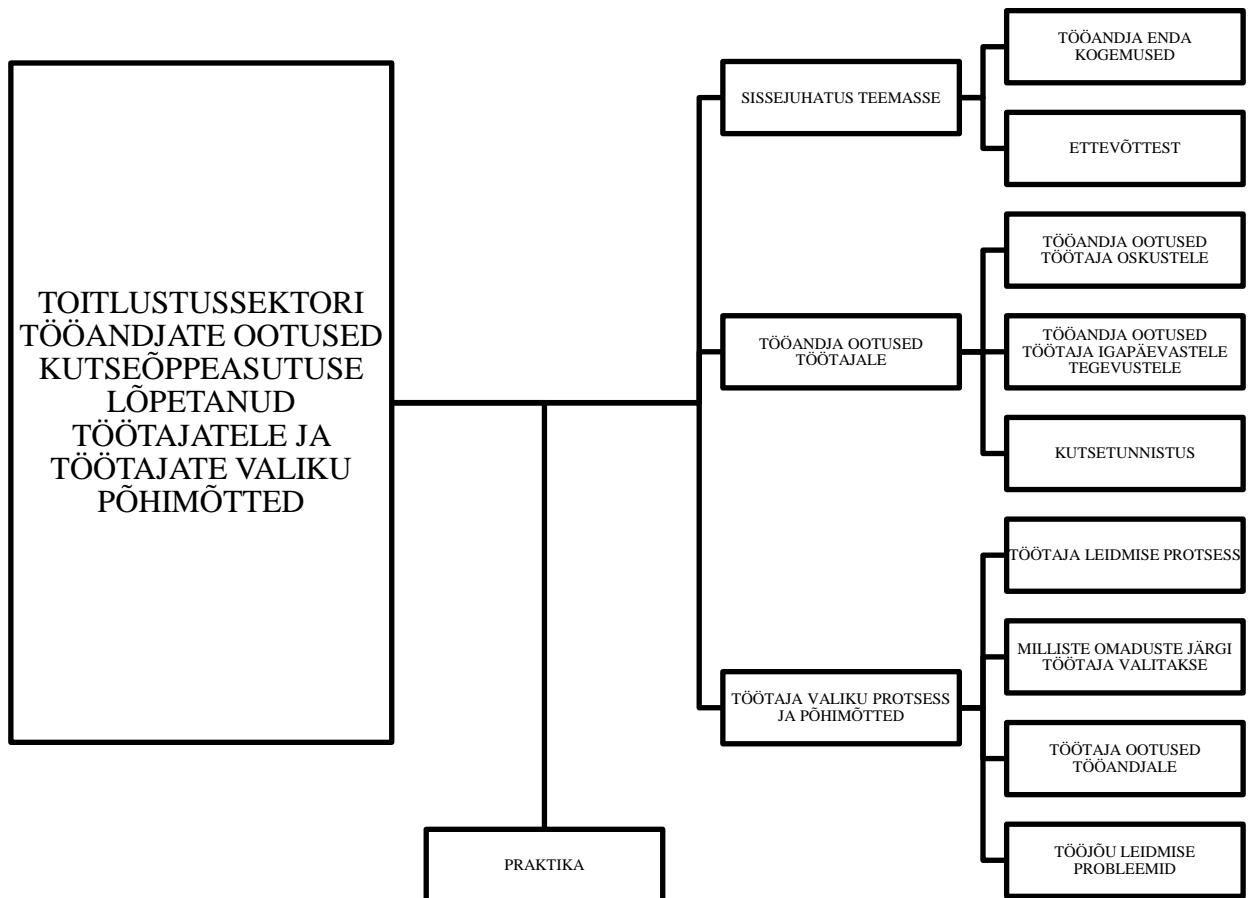 TOITLUSTUSSEKTORI
TÖÖANDJATE OOTUSED
KUTSEÕPPEASUTUSE
LÕPETANUD
TÖÖTAJATELE JA
TÖÖTAJATE VALIKU
PÕHIMÕTTED
SISSEJUHATUS TEEMASSE
TÖÖANDJA ENDA
KOGEMUSED
ETTEVÕTTEST
TÖÖANDJA OOTUSED
TÖÖTAJALE
TÖÖANDJA OOTUSED
TÖÖTAJA OSKUSTELE
TÖÖANDJA OOTUSED
TÖÖTAJA IGAPÄEVASTELE
TEGEVUSTELE
KUTSETUNNISTUS
TÖÖTAJA VALIKU PROTSESS
JA PÕHIMÕTTED
TÖÖTAJA LEIDMISE PROTSESS
MILLISTE OMADUSTE JÄRGI
TÖÖTAJA VALITAKSE
TÖÖTAJA OOTUSED
TÖÖANDJALE
TÖÖJÕU LEIDMISE
PROBLEEMID
PRAKTIKA